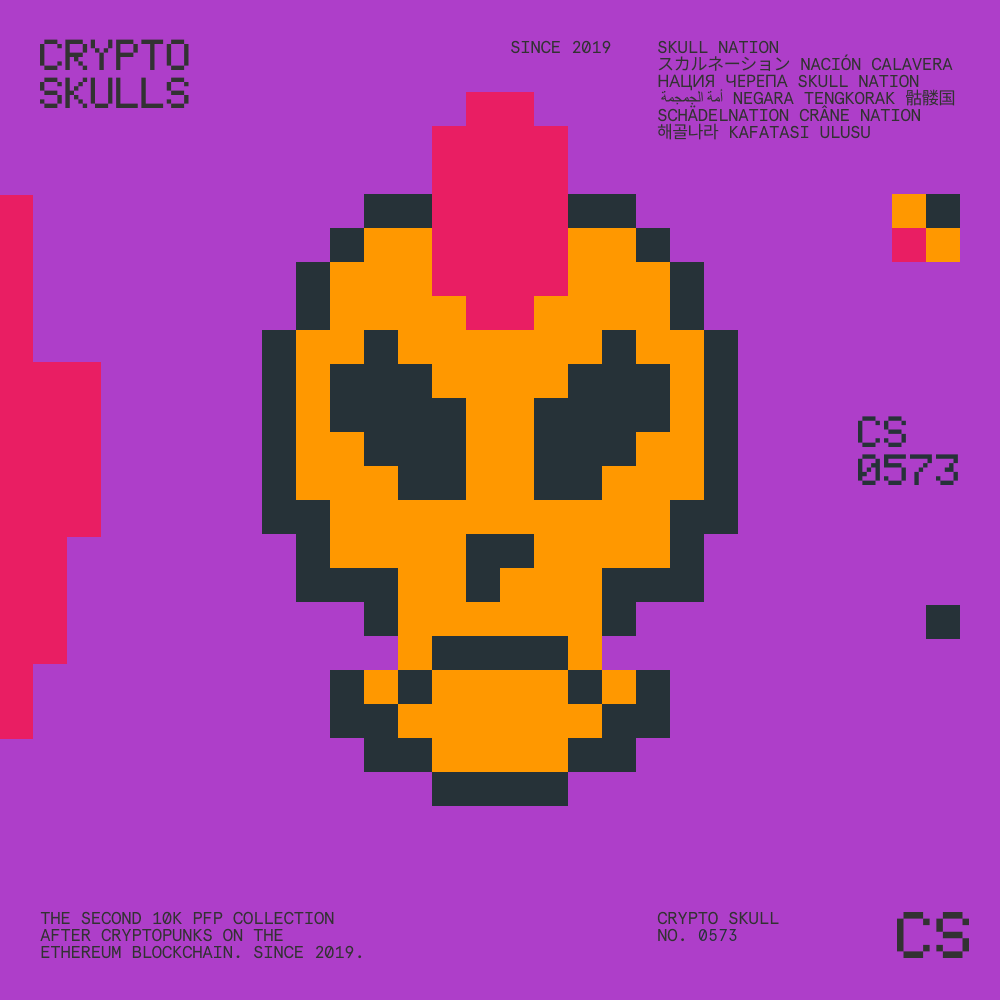 CRYPTO
SKULLS
SINCE 2019
SKULL NATION
スカルネーション NACIÓN CALAVERA
НАЦИЯ ЧЕРЕПА SKULL NATION
أمة الجمجمة NEGARA TENGKORAK 骷髅国
SCHÄDELNATION CRÂNE NATION
해골나라 KAFATASI ULUSU
CS
0573
THE SECOND 10K PFP COLLECTION
AFTER CRYPTOPUNKS ON THE
ETHEREUM BLOCKCHAIN. SINCE 2019.
CRYPTO SKULL
NO. 0573
CS